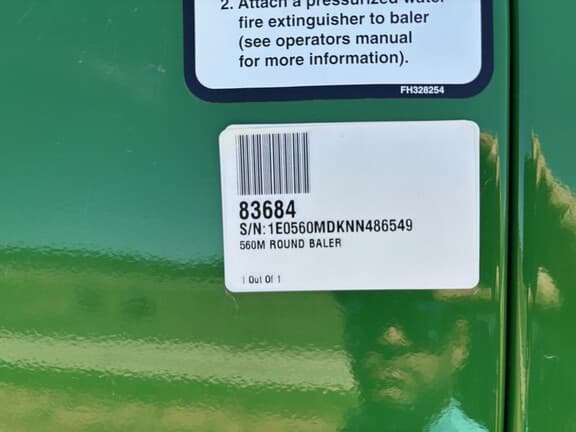 2. Attach a pressurized water
fire extinguisher to baler
(see operators manual
for more information).
FH328254
83684
S/N:1E0560MDKNN486549
560M ROUND BALER
1 Out Of 1